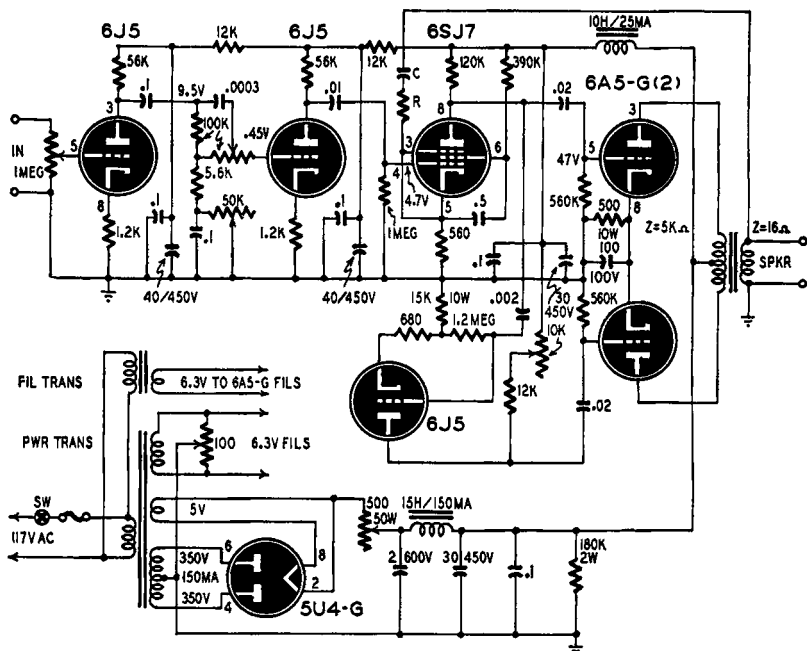 6J5
12K
6J5
12K
6SJ7
10H/25MA
56K
56K
120K
390K
6A5-G(2)
.1
9.5V
.0003
.01
C
R
.02
3
3
8
3
100K
.45V
3
6
5
IN
1MEG
5
4
47V
5
5.6K
4.7V
560K
500
8
8
50K
5
.5
10W
Z=5KΩ
Z=16Ω
1.2K
.1
.1
1.2K
.1
1MEG
560
.1
100
100V
SPKR
40/450V
40/450V
15K
10W
.002
30
450V
560K
680
1.2MEG
10K
12K
6J5
.02
FIL TRANS
6.3V TO 6A5-G FILS
PWR TRANS
100
6.3V FILS
SW
117VAC
5V
500
50W
15H/150MA
350V
6
8
150MA
2
600V
30
450V
.1
180K
2W
350V
4
2
5U4-G